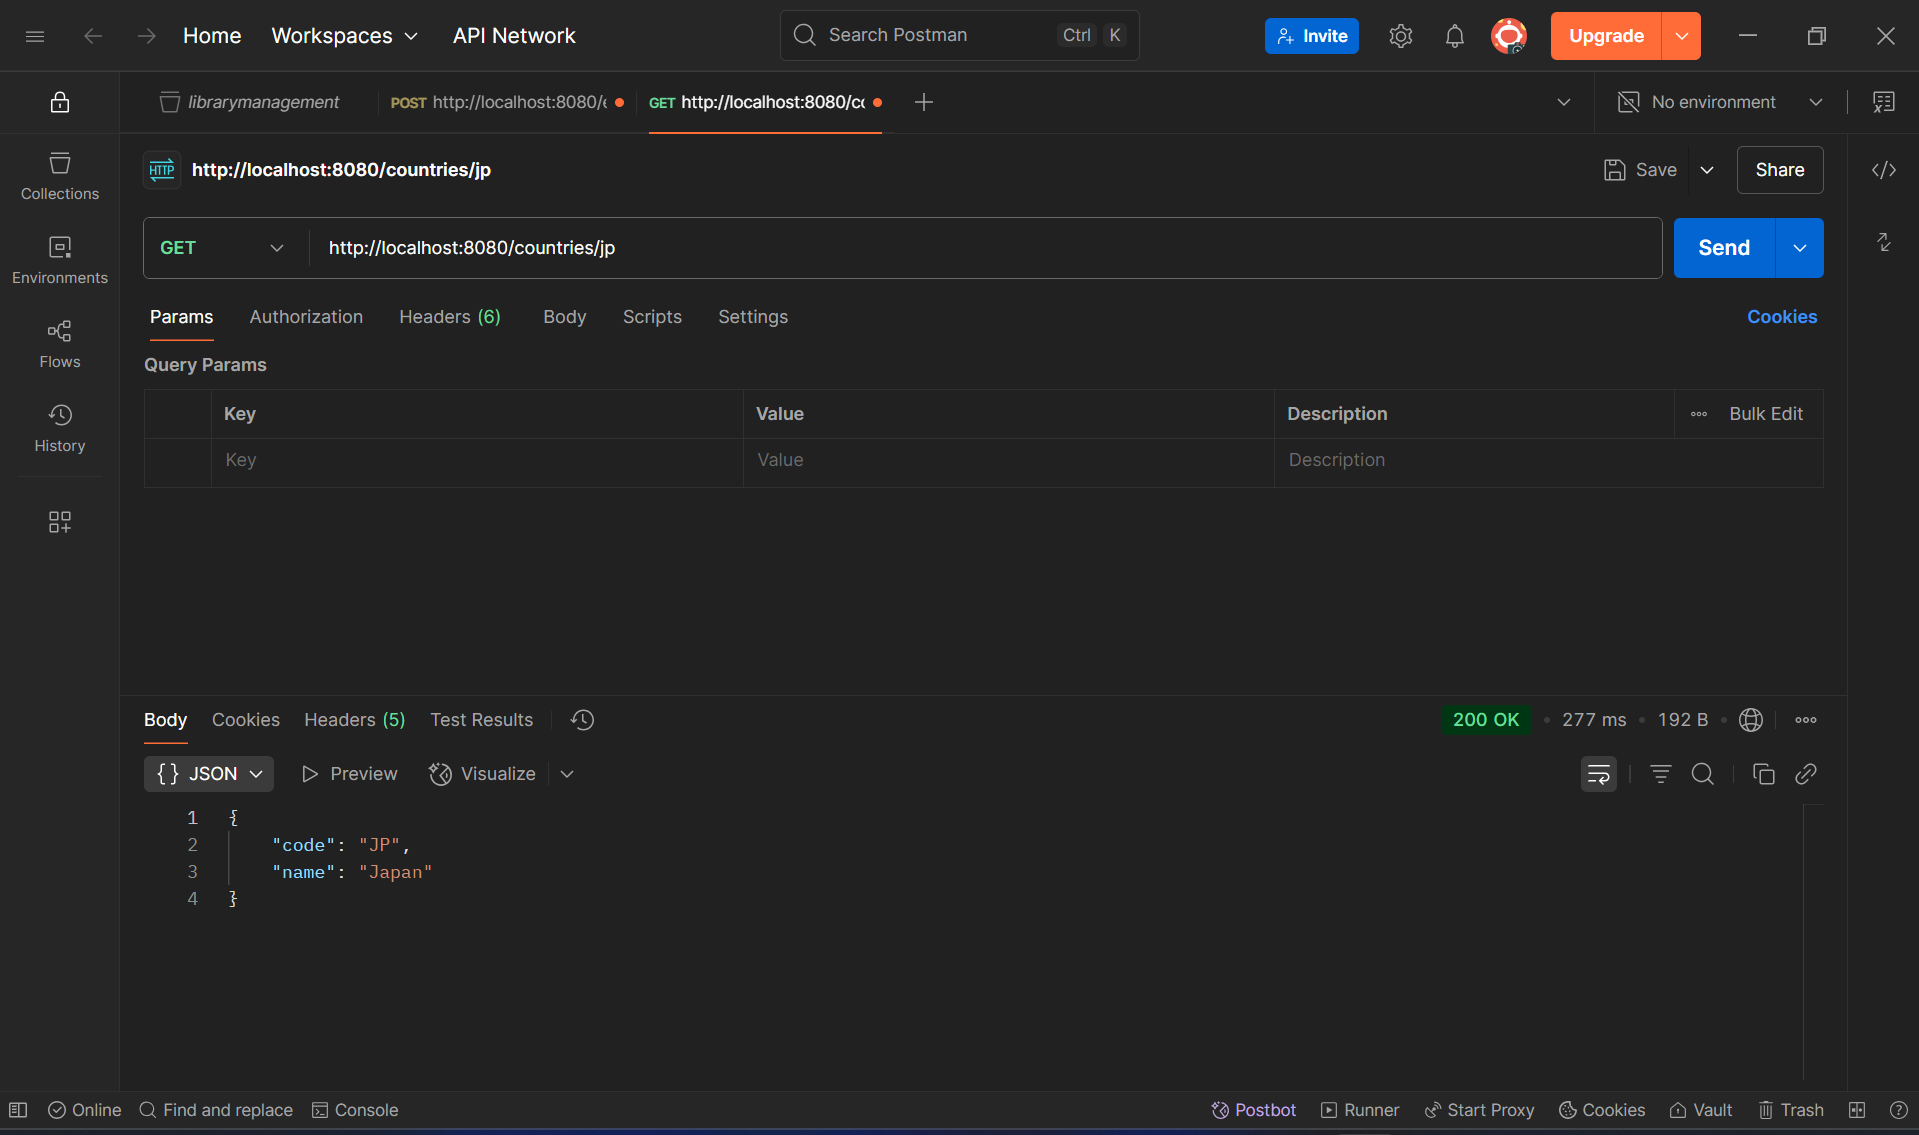 Home Workspaces API Network Search Postman Ctrl K Invite Upgrade
librarymanagement POST http://localhost:8080/e GET http://localhost:8080/co No environment
HTTP http://localhost:8080/countries/jp Save Share
Collections
GET http://localhost:8080/countries/jp Send
Environments
Params Authorization Headers (6) Body Scripts Settings Cookies
Flows
Query Params
Key Value Description Bulk Edit
History
Key Value Description
Body Cookies Headers (5) Test Results 200 OK 277 ms 192 B
{} JSON Preview Visualize
1 {
2 "code": "JP",
3 "name": "Japan"
4 }
Online Find and replace Console Postbot Runner Start Proxy Cookies Vault Trash